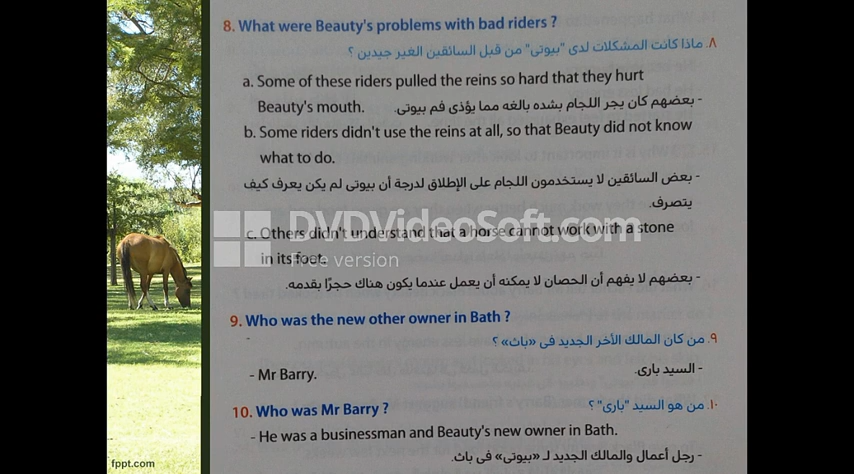 8. What were Beauty's problems with bad riders ?
٨. ماذا كانت المشكلات لدى "بيوتى" من قبل السائقين الغير جيدين ؟
a. Some of these riders pulled the reins so hard that they hurt
Beauty's mouth.
- بعضهم كان يجر اللجام بشده بالغه مما يؤذى فم بيوتى.
b. Some riders didn't use the reins at all, so that Beauty did not know
what to do.
- بعض السائقين لا يستخدمون اللجام على الإطلاق لدرجة أن بيوتى لم يكن يعرف كيف
يتصرف.
DVDVideoSoft.com
c. Others didn't understand that a horse cannot work with a stone
in its foot.
Free version
- بعضهم لا يفهم أن الحصان لا يمكنه أن يعمل عندما يكون هناك حجرًا بقدمه.
9. Who was the new other owner in Bath ?
٩. من كان المالك الأخر الجديد فى «باث» ؟
- Mr Barry.
- السيد بارى.
10. Who was Mr Barry ?
١٠. من هو السيد "بارى" ؟
- He was a businessman and Beauty's new owner in Bath.
- رجل أعمال والمالك الجديد لـ «بيوتى» فى باث.
fppt.com